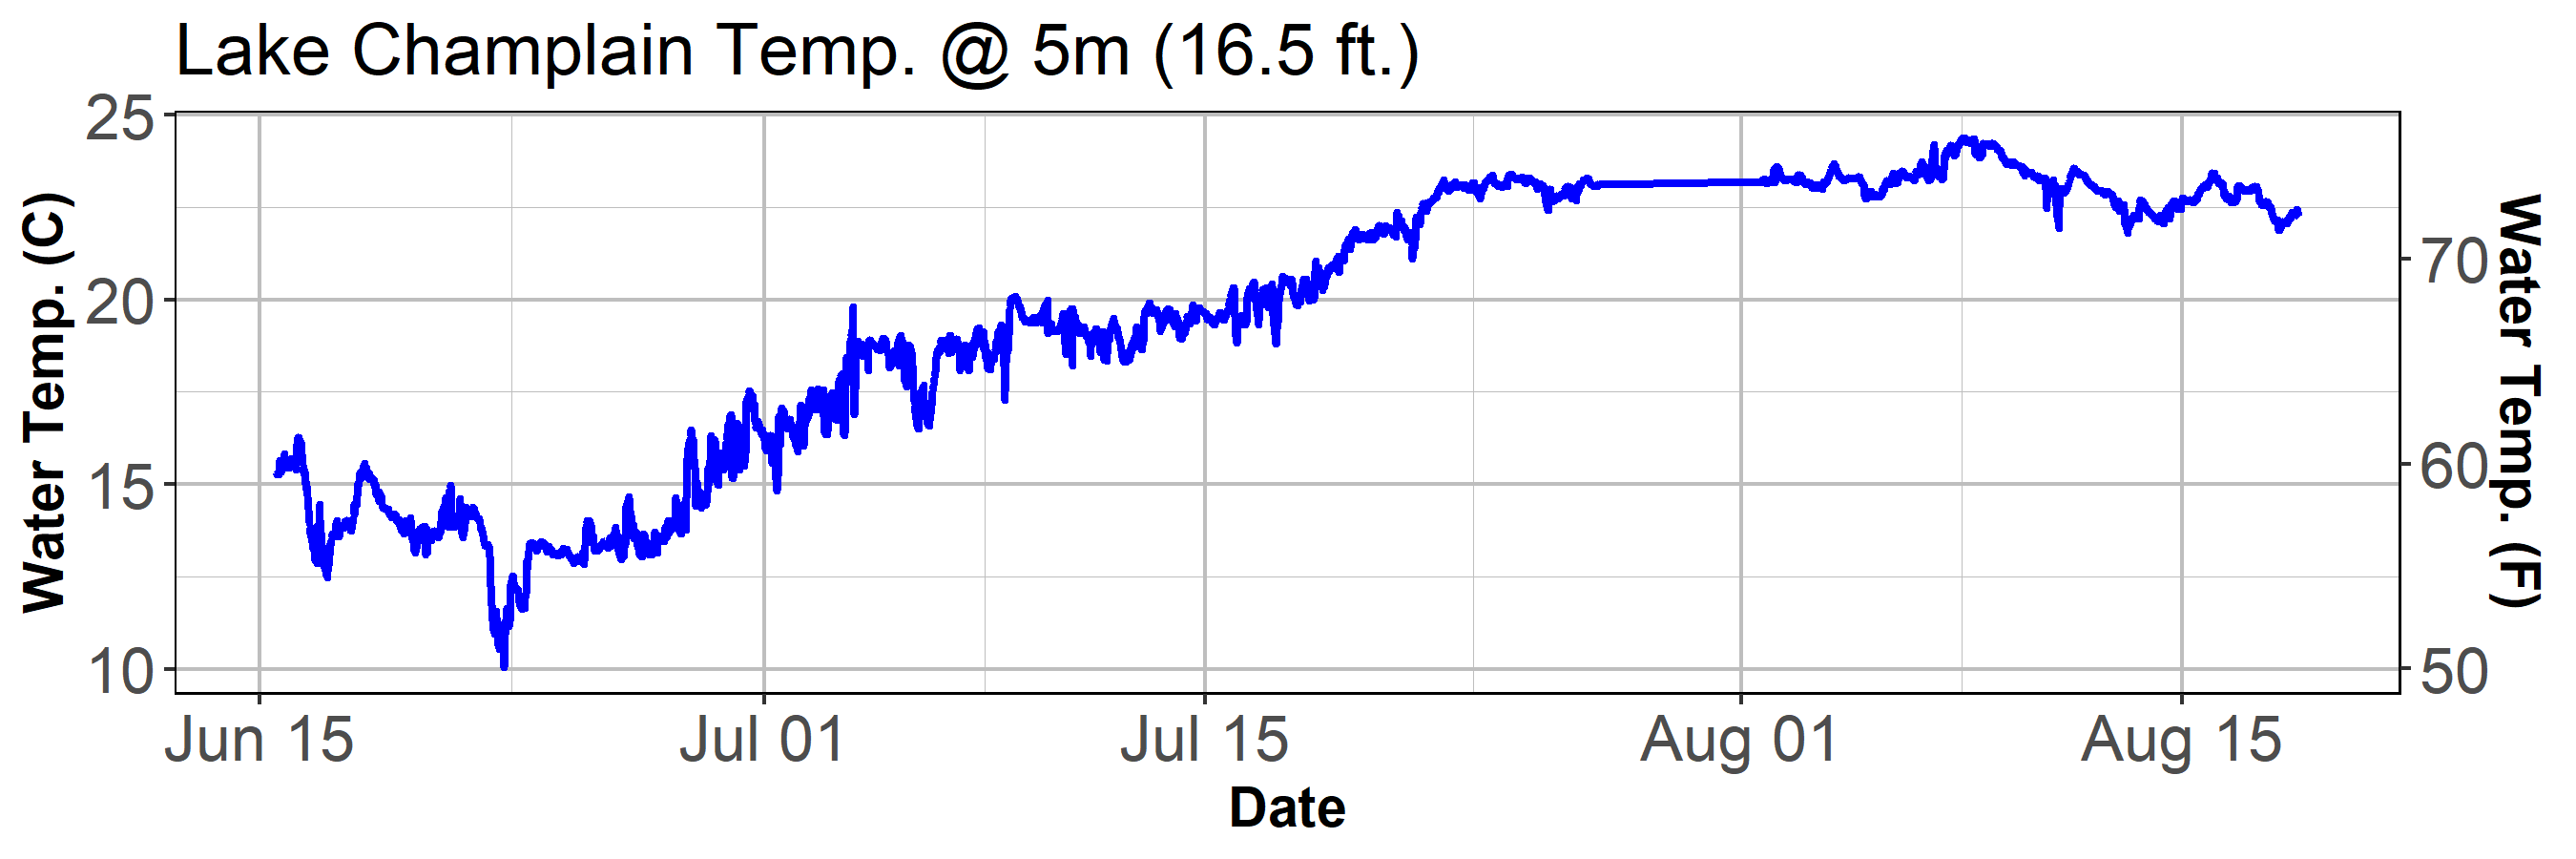 Lake Champlain Temp. @ 5m (16.5 ft.)
Water Temp. (C)
25
20
15
10
70
60
50
Water Temp. (F)
Jun 15
Jul 01
Jul 15
Aug 01
Aug 15
Date